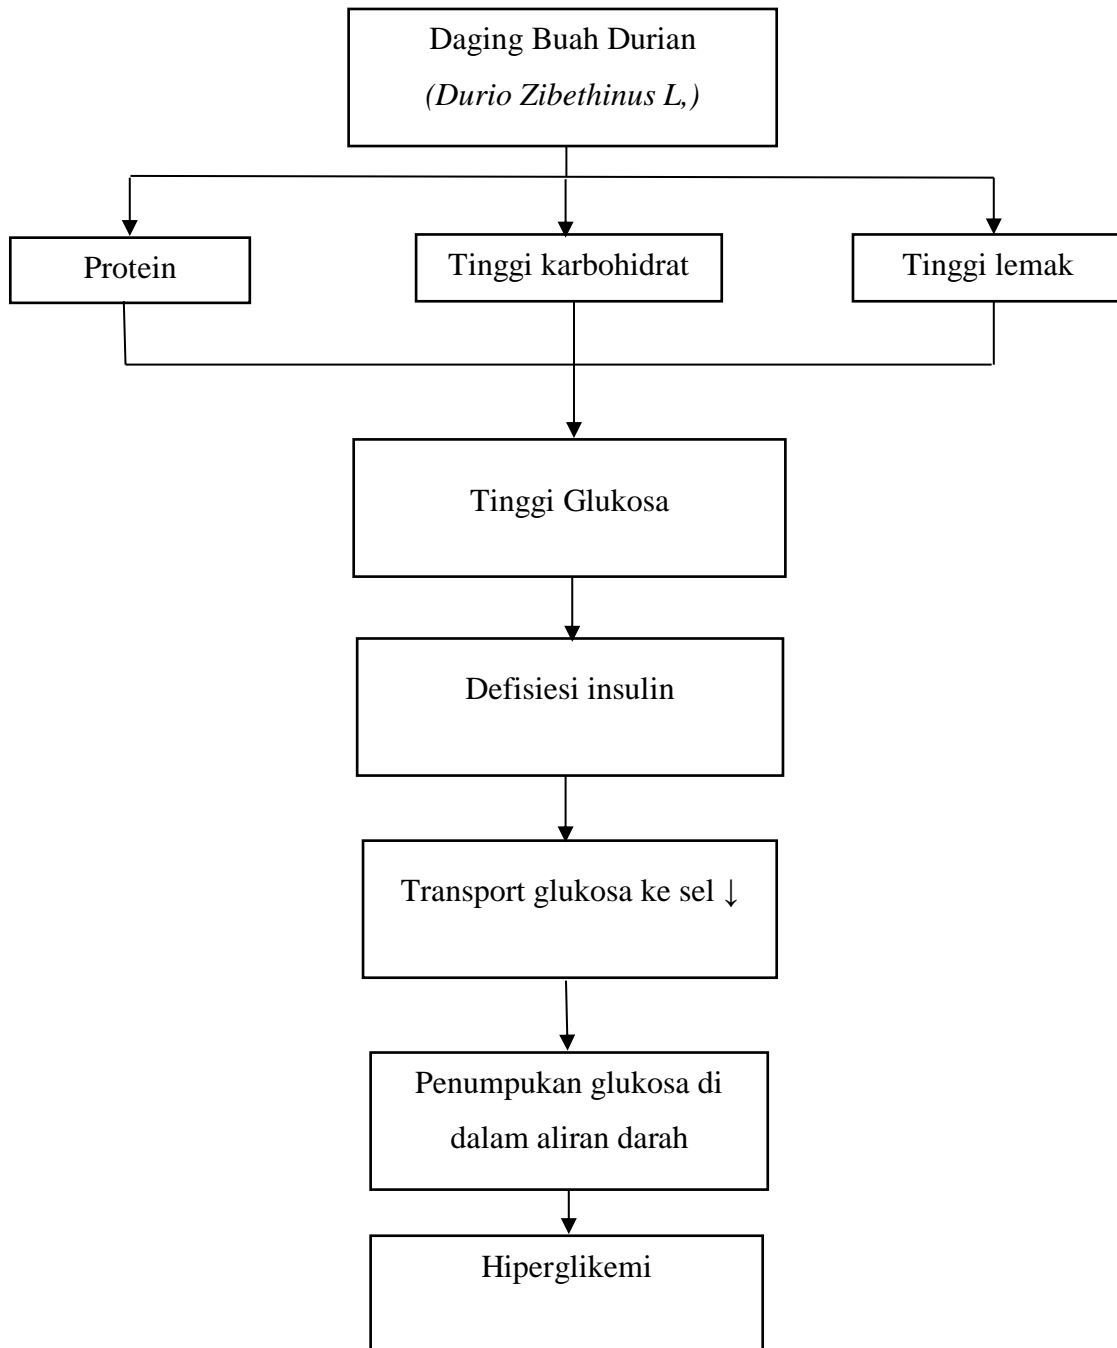 Daging Buah Durian
(Durio Zibethinus L,)
Protein
Tinggi karbohidrat
Tinggi lemak
Tinggi Glukosa
Defisiesi insulin
Transport glukosa ke sel ↓
Penumpukan glukosa di
dalam aliran darah
Hiperglikemi